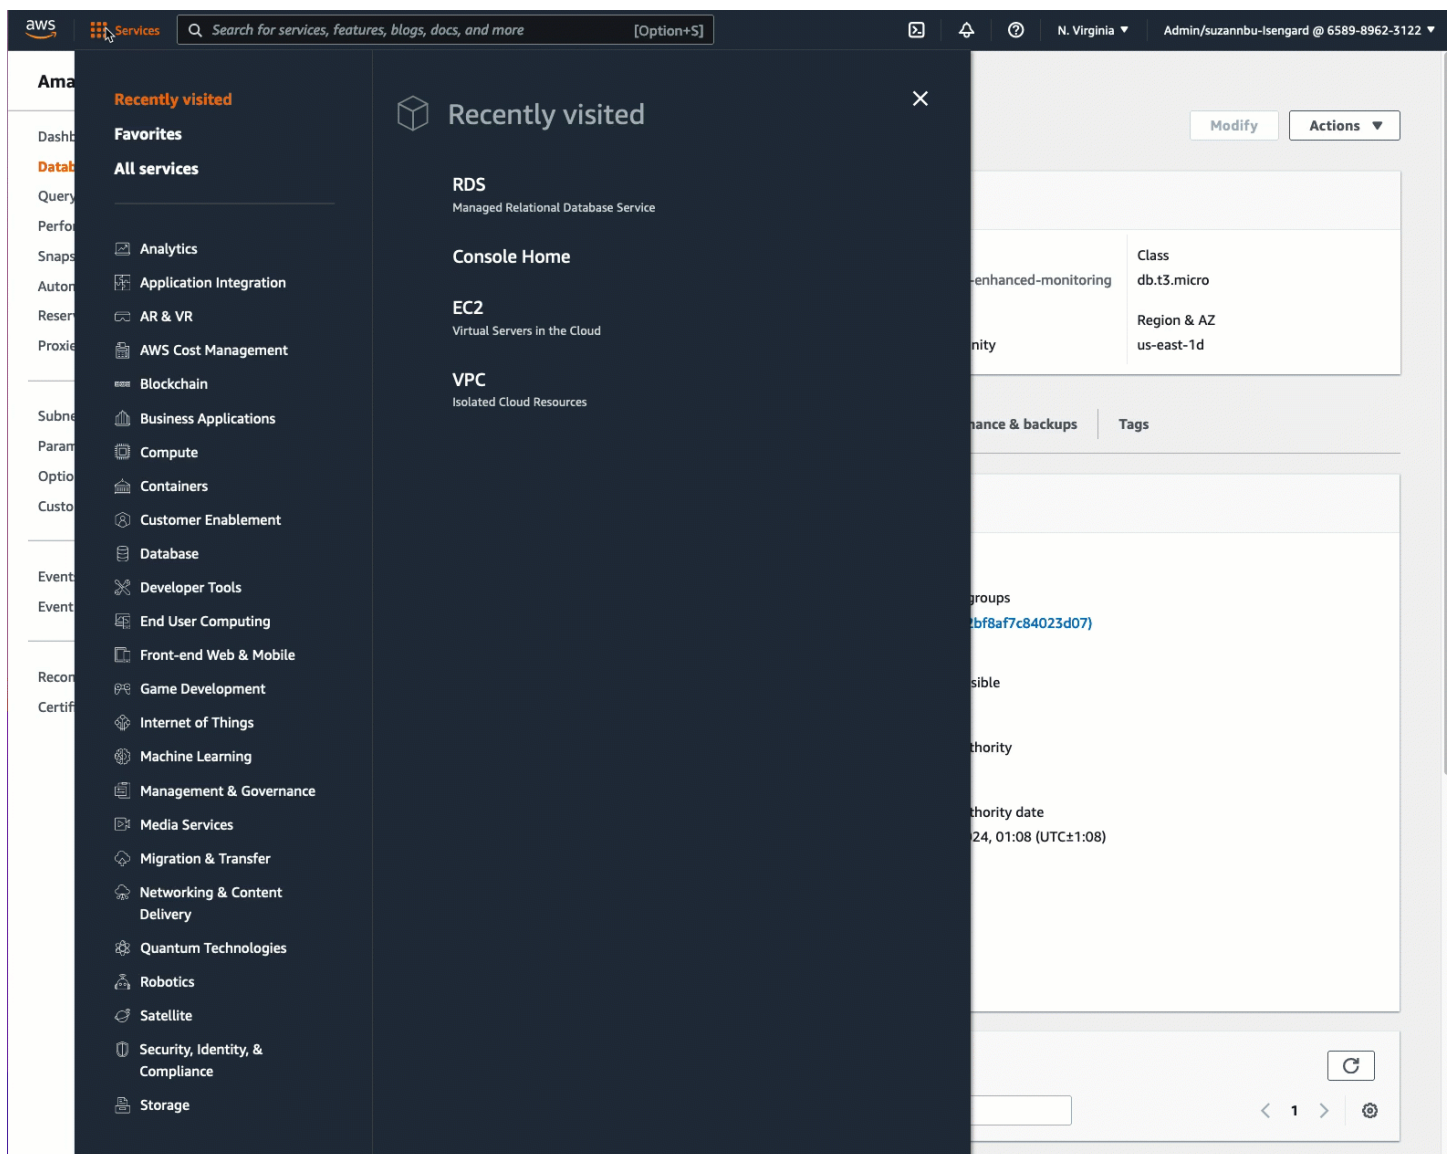 aws
Services
Search for services, features, blogs, docs, and more
[Option+S]
N. Virginia ▼
Admin/suzannbu-Isengard @ 6589-8962-3122 ▼
Ama
Dashb
Datab
Query
Perfor
Snaps
Auton
Reser
Proxie
Subne
Param
Optio
Custo
Event
Event
Recon
Certif
Recently visited
Favorites
All services
Analytics
Application Integration
AR & VR
AWS Cost Management
Blockchain
Business Applications
Compute
Containers
Customer Enablement
Database
Developer Tools
End User Computing
Front-end Web & Mobile
Game Development
Internet of Things
Machine Learning
Management & Governance
Media Services
Migration & Transfer
Networking & Content
Delivery
Quantum Technologies
Robotics
Satellite
Security, Identity, &
Compliance
Storage
Recently visited
RDS
Managed Relational Database Service
Console Home
EC2
Virtual Servers in the Cloud
VPC
Isolated Cloud Resources
Modify
Actions ▼
Class
-enhanced-monitoring
db.t3.micro
Region & AZ
nity
us-east-1d
nance & backups
Tags
groups
2bf8af7c84023d07)
sible
thority
thority date
24, 01:08 (UTC±1:08)
1